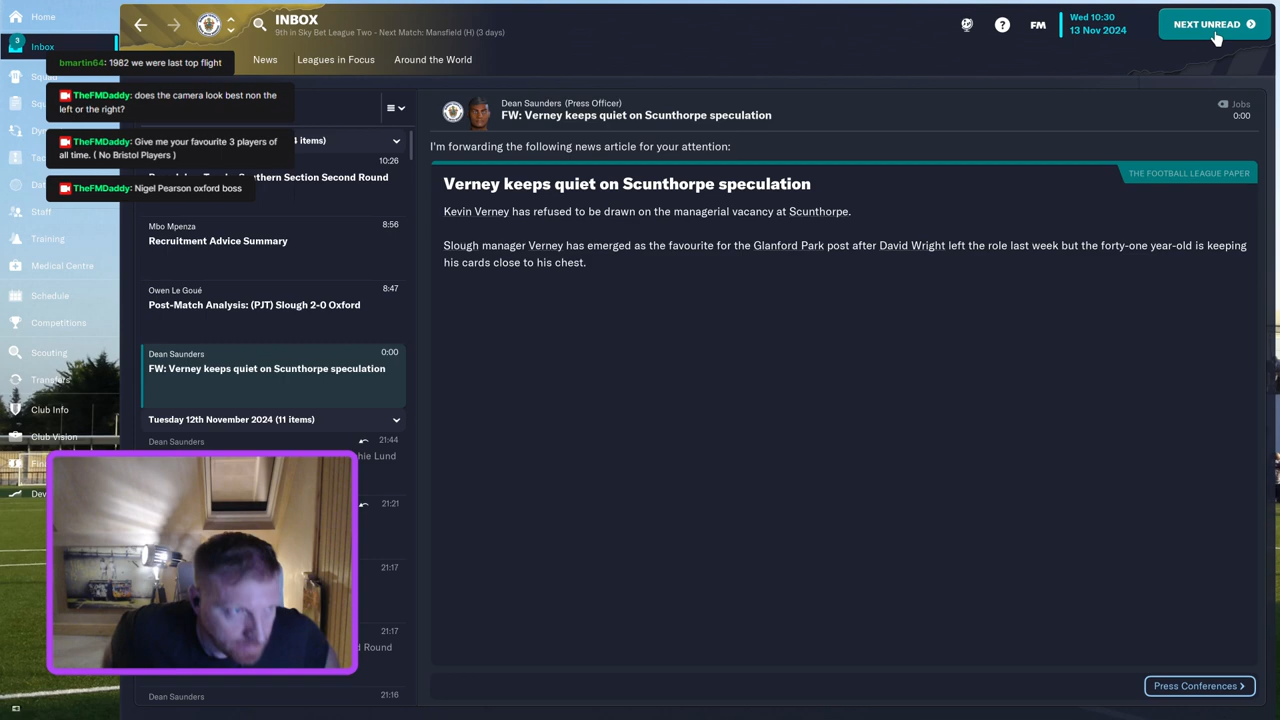 Home
INBOX
9th in Sky Bet League Two - Next Match: Mansfield (H) (3 days)
FM
Wed 10:30
13 Nov 2024
NEXT UNREAD
3
Inbox
News
Leagues in Focus
Around the World
bmartin64: 1982 we were last top flight
TheFMDaddy: does the camera look best non the
left or the right?
TheFMDaddy: Give me your favourite 3 players
of all time. ( No Bristol Players )
TheFMDaddy: Nigel Pearson oxford boss
Staff
Training
Medical Centre
Schedule
Competitions
Scouting
Transfers
Club Info
Club Vision
Dev
items)
10:26
Southern Section Second Round
Mbo Mpenza
8:56
Recruitment Advice Summary
Owen Le Goué
8:47
Post-Match Analysis: (PJT) Slough 2-0 Oxford
Dean Saunders
0:00
FW: Verney keeps quiet on Scunthorpe speculation
Tuesday 12th November 2024 (11 items)
Dean Saunders
21:44
hie Lund
21:21
21:17
21:17
d Round
Dean Saunders
21:16
Dean Saunders (Press Officer)
FW: Verney keeps quiet on Scunthorpe speculation
Jobs
0:00
I'm forwarding the following news article for your attention:
THE FOOTBALL LEAGUE PAPER
Verney keeps quiet on Scunthorpe speculation
Kevin Verney has refused to be drawn on the managerial vacancy at Scunthorpe.
Slough manager Verney has emerged as the favourite for the Glanford Park post after David Wright left the role last week but the forty-one year-old is keeping
his cards close to his chest.
Press Conferences